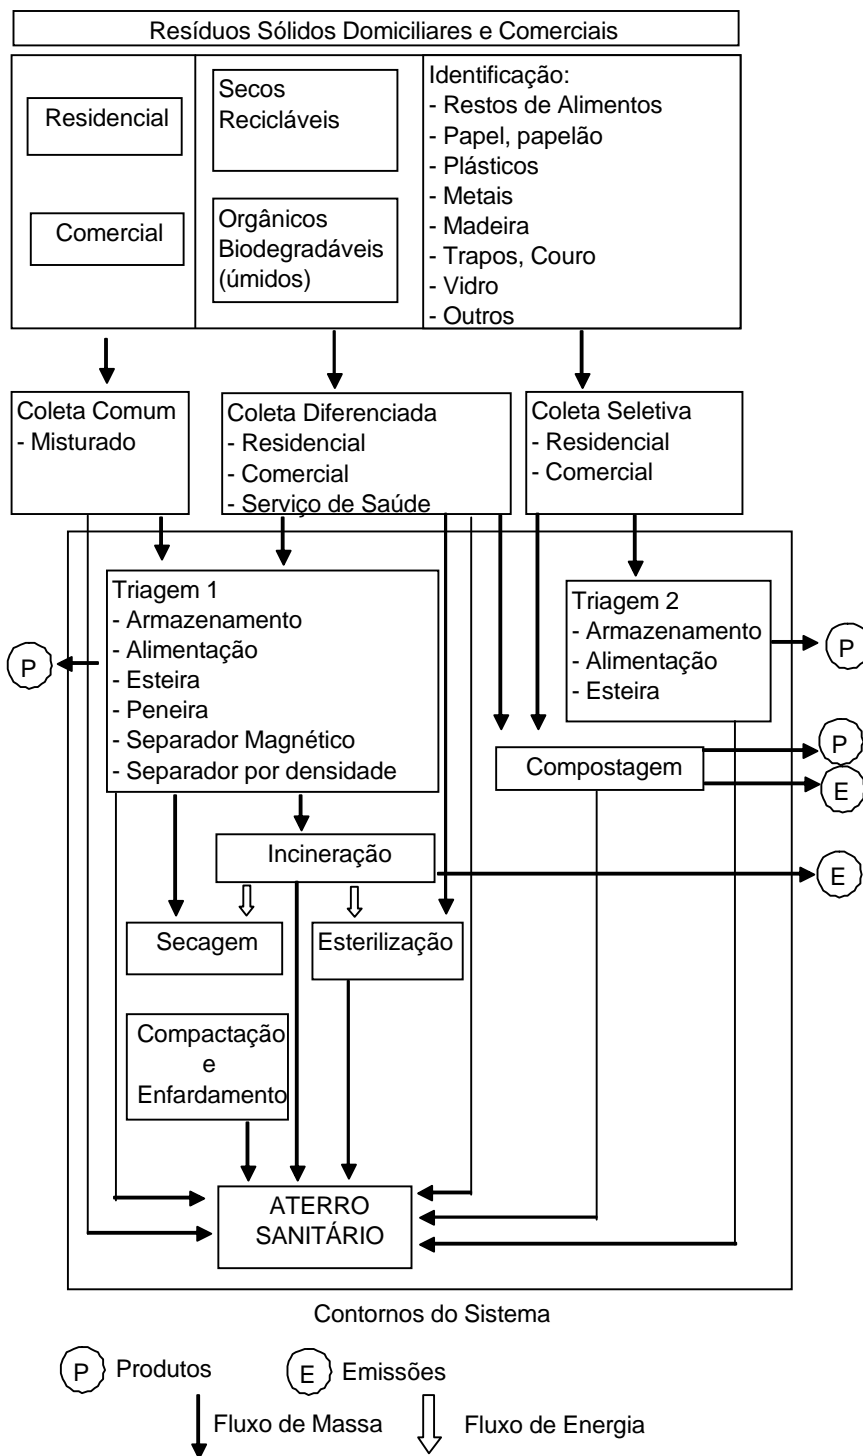 Resíduos Sólidos Domiciliares e Comerciais
Residencial
Comercial
Secos
Recicláveis
Orgânicos
Biodegradáveis
(úmidos)
Identificação:
- Restos de Alimentos
- Papel, papelão
- Plásticos
- Metais
- Madeira
- Trapos, Couro
- Vidro
- Outros
Coleta Comum
- Misturado
Coleta Diferenciada
- Residencial
- Comercial
- Serviço de Saúde
Coleta Seletiva
- Residencial
- Comercial
Triagem 1
- Armazenamento
- Alimentação
- Esteira
- Peneira
- Separador Magnético
- Separador por densidade
P
Triagem 2
- Armazenamento
- Alimentação
- Esteira
P
Compostagem
P
E
Incineração
E
Secagem
Esterilização
Compactação
e
Enfardamento
ATERRO
SANITÁRIO
Contornos do Sistema
P Produtos
E Emissões
Fluxo de Massa
Fluxo de Energia